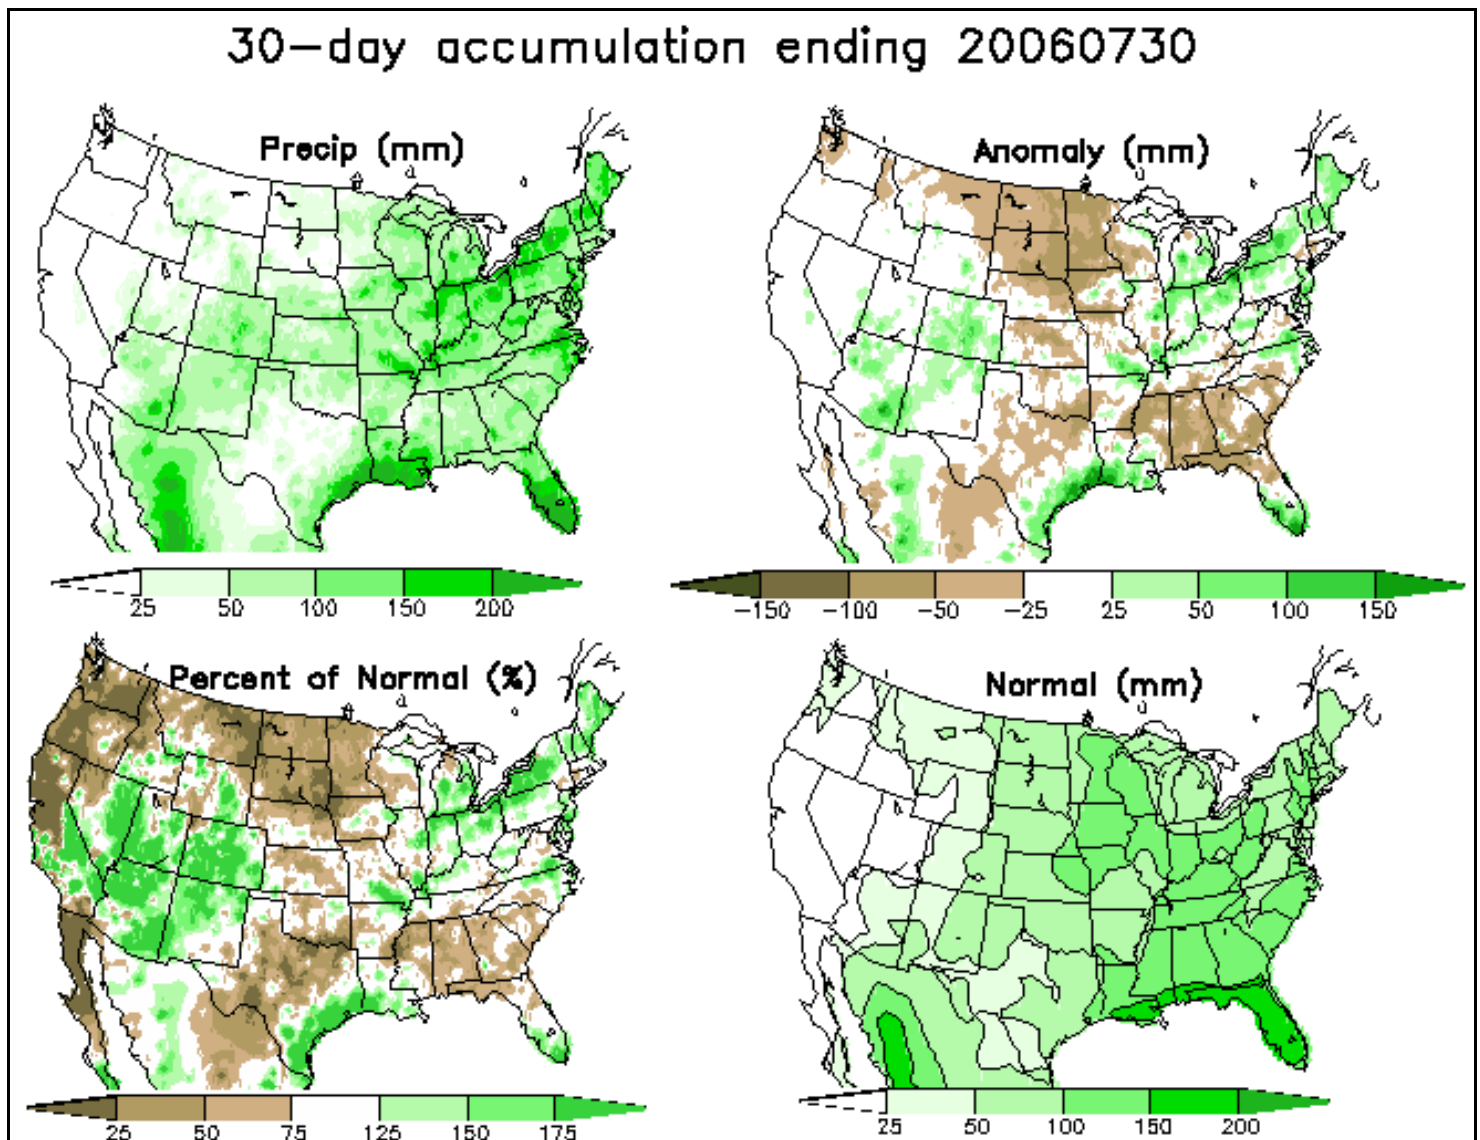 30-day accumulation ending 20060730
Precip (mm)
Anomaly (mm)
25 50 100 150 200
-150 -100 -50 -25 25 50 100 150
Percent of Normal (%)
Normal (mm)
25 50 75 125 150 175
25 50 100 150 200